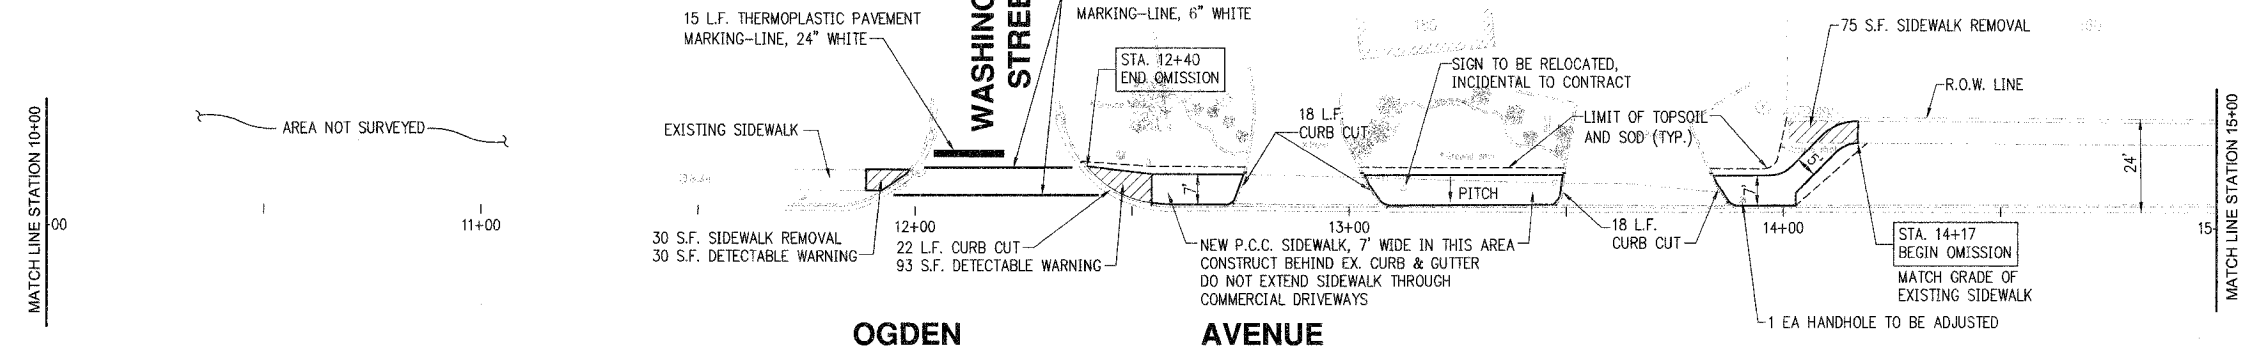 15 L.F. THERMOPLASTIC PAVEMENT
MARKING-LINE, 24" WHITE
MARKING-LINE, 6" WHITE
STA. 12+40
END OMISSION
SIGN TO BE RELOCATED,
INCIDENTAL TO CONTRACT
75 S.F. SIDEWALK REMOVAL
R.O.W. LINE
MATCH LINE STATION 10+00
AREA NOT SURVEYED
EXISTING SIDEWALK
18 L.F.
CURB CUT
LIMIT OF TOPSOIL
AND SOD (TYP.)
5'
24'
MATCH LINE STATION 15+00
7'
PITCH
7'
00
11+00
12+00
13+00
14+00
15
30 S.F. SIDEWALK REMOVAL
30 S.F. DETECTABLE WARNING
22 L.F. CURB CUT
93 S.F. DETECTABLE WARNING
NEW P.C.C. SIDEWALK, 7' WIDE IN THIS AREA
CONSTRUCT BEHIND EX. CURB & GUTTER
DO NOT EXTEND SIDEWALK THROUGH
COMMERCIAL DRIVEWAYS
18 L.F.
CURB CUT
STA. 14+17
BEGIN OMISSION
MATCH GRADE OF
EXISTING SIDEWALK
1 EA HANDHOLE TO BE ADJUSTED
OGDEN AVENUE